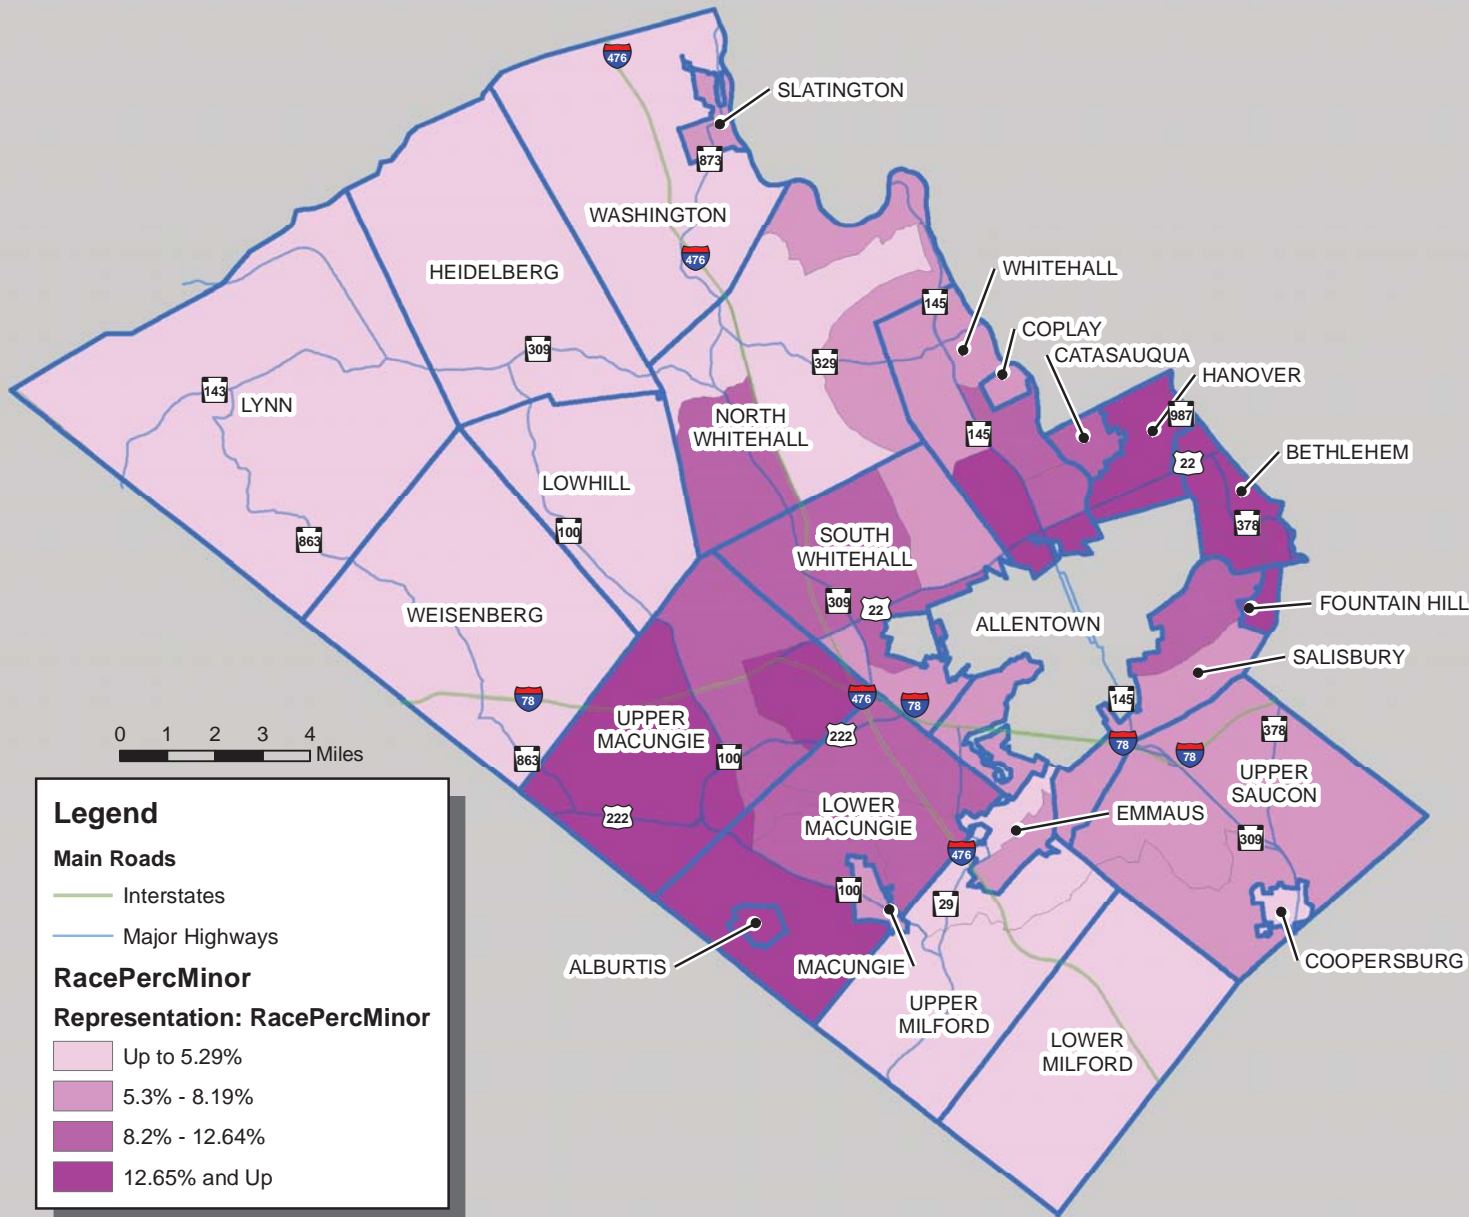 476
SLATINGTON
873
WASHINGTON
476
HEIDELBERG
WHITEHALL
145
COPLAY
CATASAUQUA
HANOVER
309
329
143
LYNN
987
NORTH
WHITEHALL
145
22
BETHLEHEM
LOWHILL
378
100
863
SOUTH
WHITEHALL
309
22
FOUNTAIN HILL
WEISENBERG
ALLENTOWN
SALISBURY
78
476
78
145
UPPER
MACUNGIE
222
78
78
378
0 1 2 3 4
Miles
863
100
UPPER
SAUCON
222
LOWER
MACUNGIE
EMMAUS
309
476
100
29
ALBURTIS
MACUNGIE
COOPERSBURG
UPPER
MILFORD
LOWER
MILFORD
Legend
Main Roads
Interstates
Major Highways
RacePercMinor
Representation: RacePercMinor
Up to 5.29%
5.3% - 8.19%
8.2% - 12.64%
12.65% and Up